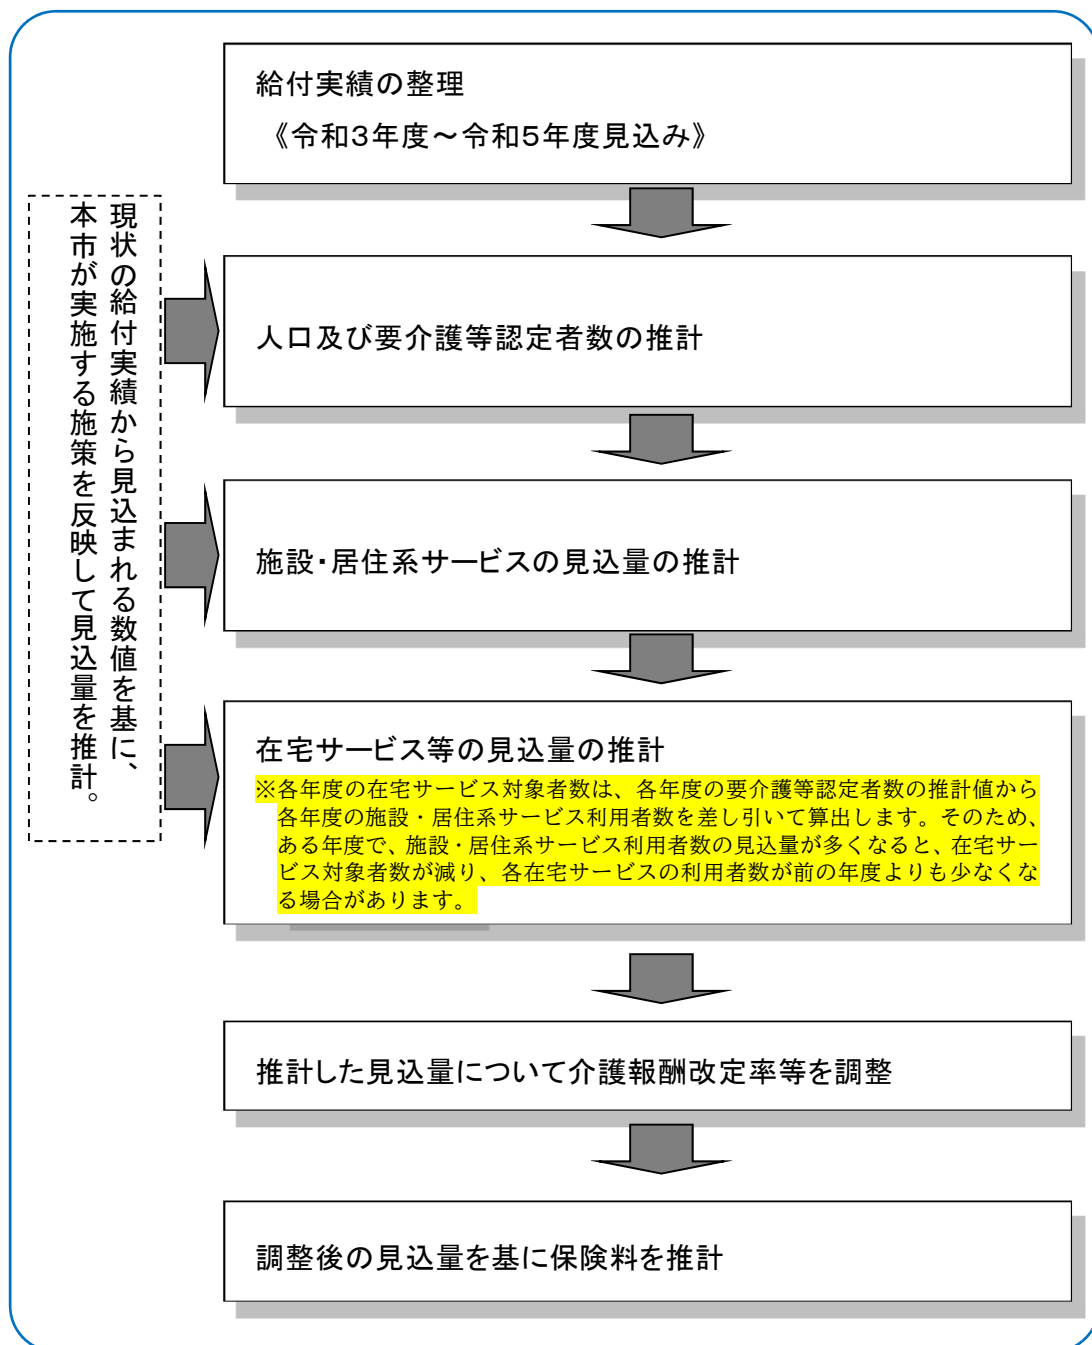 給付実績の整理
《令和３年度～令和５年度見込み》
現状の給付実績から見込まれる数値を基に、
本市が実施する施策を反映して見込量を推計。
人口及び要介護等認定者数の推計
施設・居住系サービスの見込量の推計
在宅サービス等の見込量の推計
※各年度の在宅サービス対象者数は、各年度の要介護等認定者数の推計値から
各年度の施設・居住系サービス利用者数を差し引いて算出します。そのため、
ある年度で、施設・居住系サービス利用者数の見込量が多くなると、在宅サー
ビス対象者数が減り、各在宅サービスの利用者数が前の年度よりも少なくな
る場合があります。
推計した見込量について介護報酬改定率等を調整
調整後の見込量を基に保険料を推計